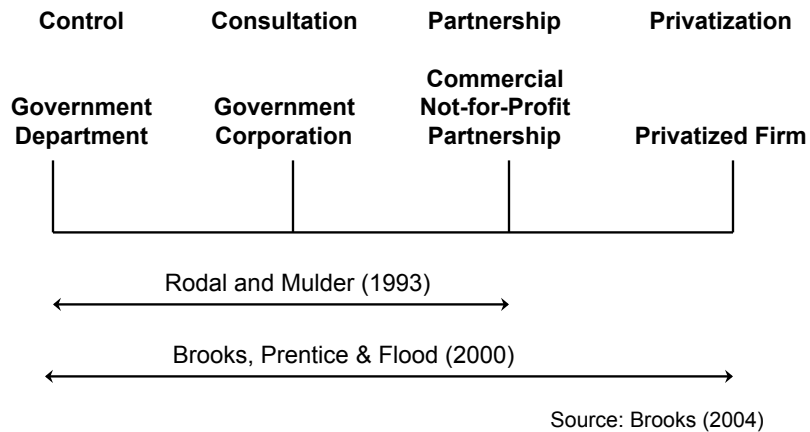 Control Consultation Partnership Privatization
Government Department
Government Corporation
Commercial Not-for-Profit Partnership
Privatized Firm
Rodal and Mulder (1993)
Brooks, Prentice & Flood (2000)
Source: Brooks (2004)